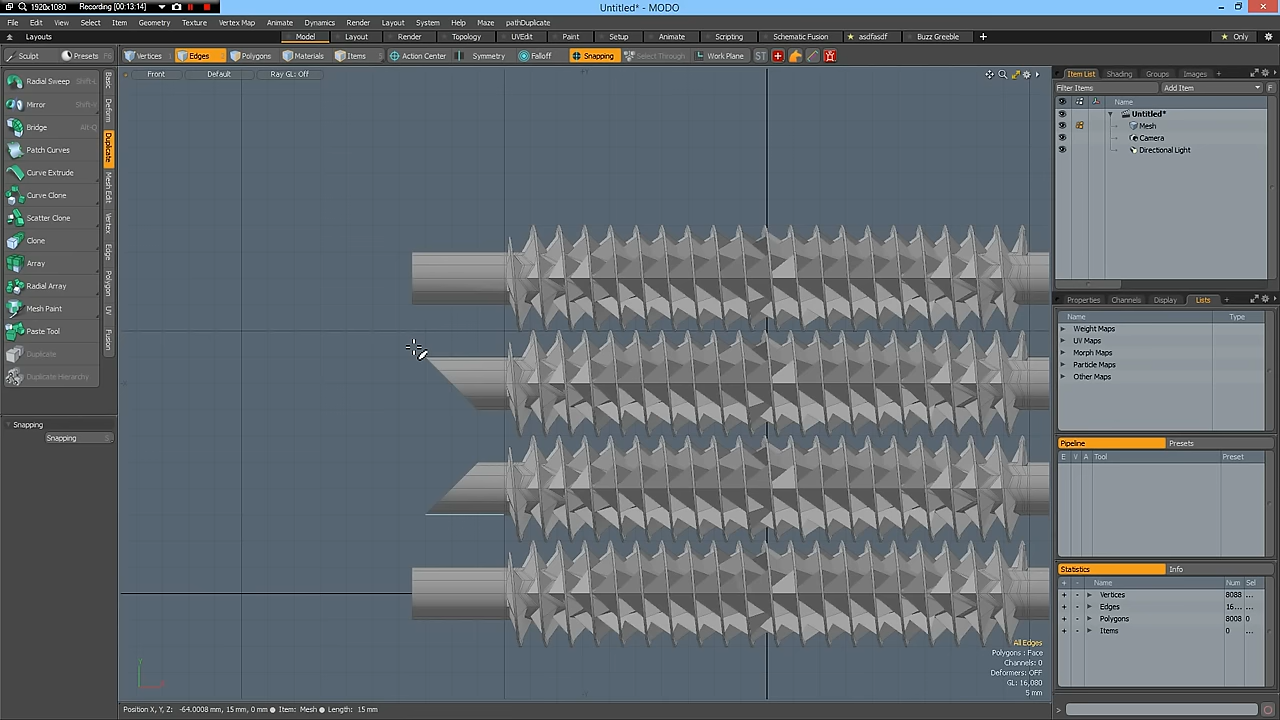 1920x1080 Recording [00:13:14]
Untitled* - MODO
File Edit View Select Item Geometry Texture Vertex Map Animate Dynamics Render Layout System Help Maze pathDuplicate
Layouts Model Layout Render Topology UVEdit Paint Setup Animate Scripting Schematic Fusion asdfasdf Buzz Greeble Only
Sculpt Presets F6 Vertices Edges Polygons Materials Items Action Center Symmetry Falloff Snapping Select Through Work Plane ST
Front Default Ray GL: Off
Radial Sweep Shift-L
Mirror Shift-V
Bridge Alt-Q
Patch Curves
Curve Extrude
Curve Clone
Scatter Clone
Clone
Array
Radial Array
Mesh Paint
Paste Tool
Duplicate
Duplicate Hierarchy
Basic
Deform
Duplicate
Mesh Edit
Vertex
Edge
Polygon
UV
Fusion
Snapping
Snapping S
Item List Shading Groups Images +
Filter Items Add Item F
Name
Untitled*
Mesh
Camera
Directional Light
Properties Channels Display Lists +
Name Type
Weight Maps
UV Maps
Morph Maps
Particle Maps
Other Maps
Pipeline Presets
E V A Tool Preset
Statistics Info
+ - Name Num Sel
+ - Vertices 8088 ...
+ - Edges 16... ...
+ - Polygons 8008 0
+ - Items 0 ...
All Edges
Polygons : Face
Channels: 0
Deformers: OFF
GL: 16,080
5 mm
Y
Position X, Y, Z: -64.0008 mm, 15 mm, 0 mm Item: Mesh Length: 15 mm
>